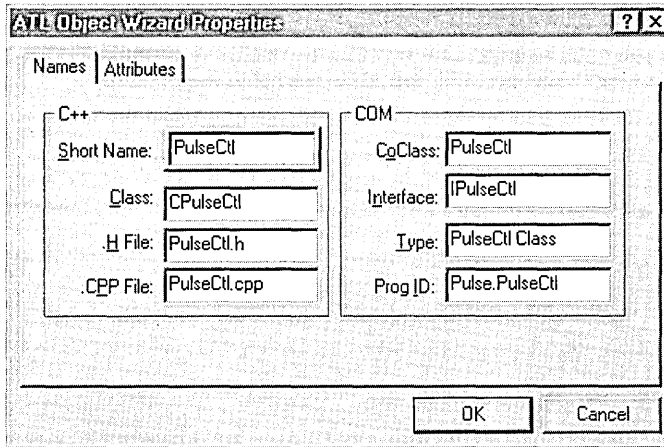 ATL Object Wizard Properties
? ×
Names Attributes
C++
Short Name: PulseCtl
Class: CPulseCtl
.H File: PulseCtl.h
.CPP File: PulseCtl.cpp
COM
CoClass: PulseCtl
Interface: IPulseCtl
Type: PulseCtl Class
Prog ID: Pulse.PulseCtl
OK Cancel